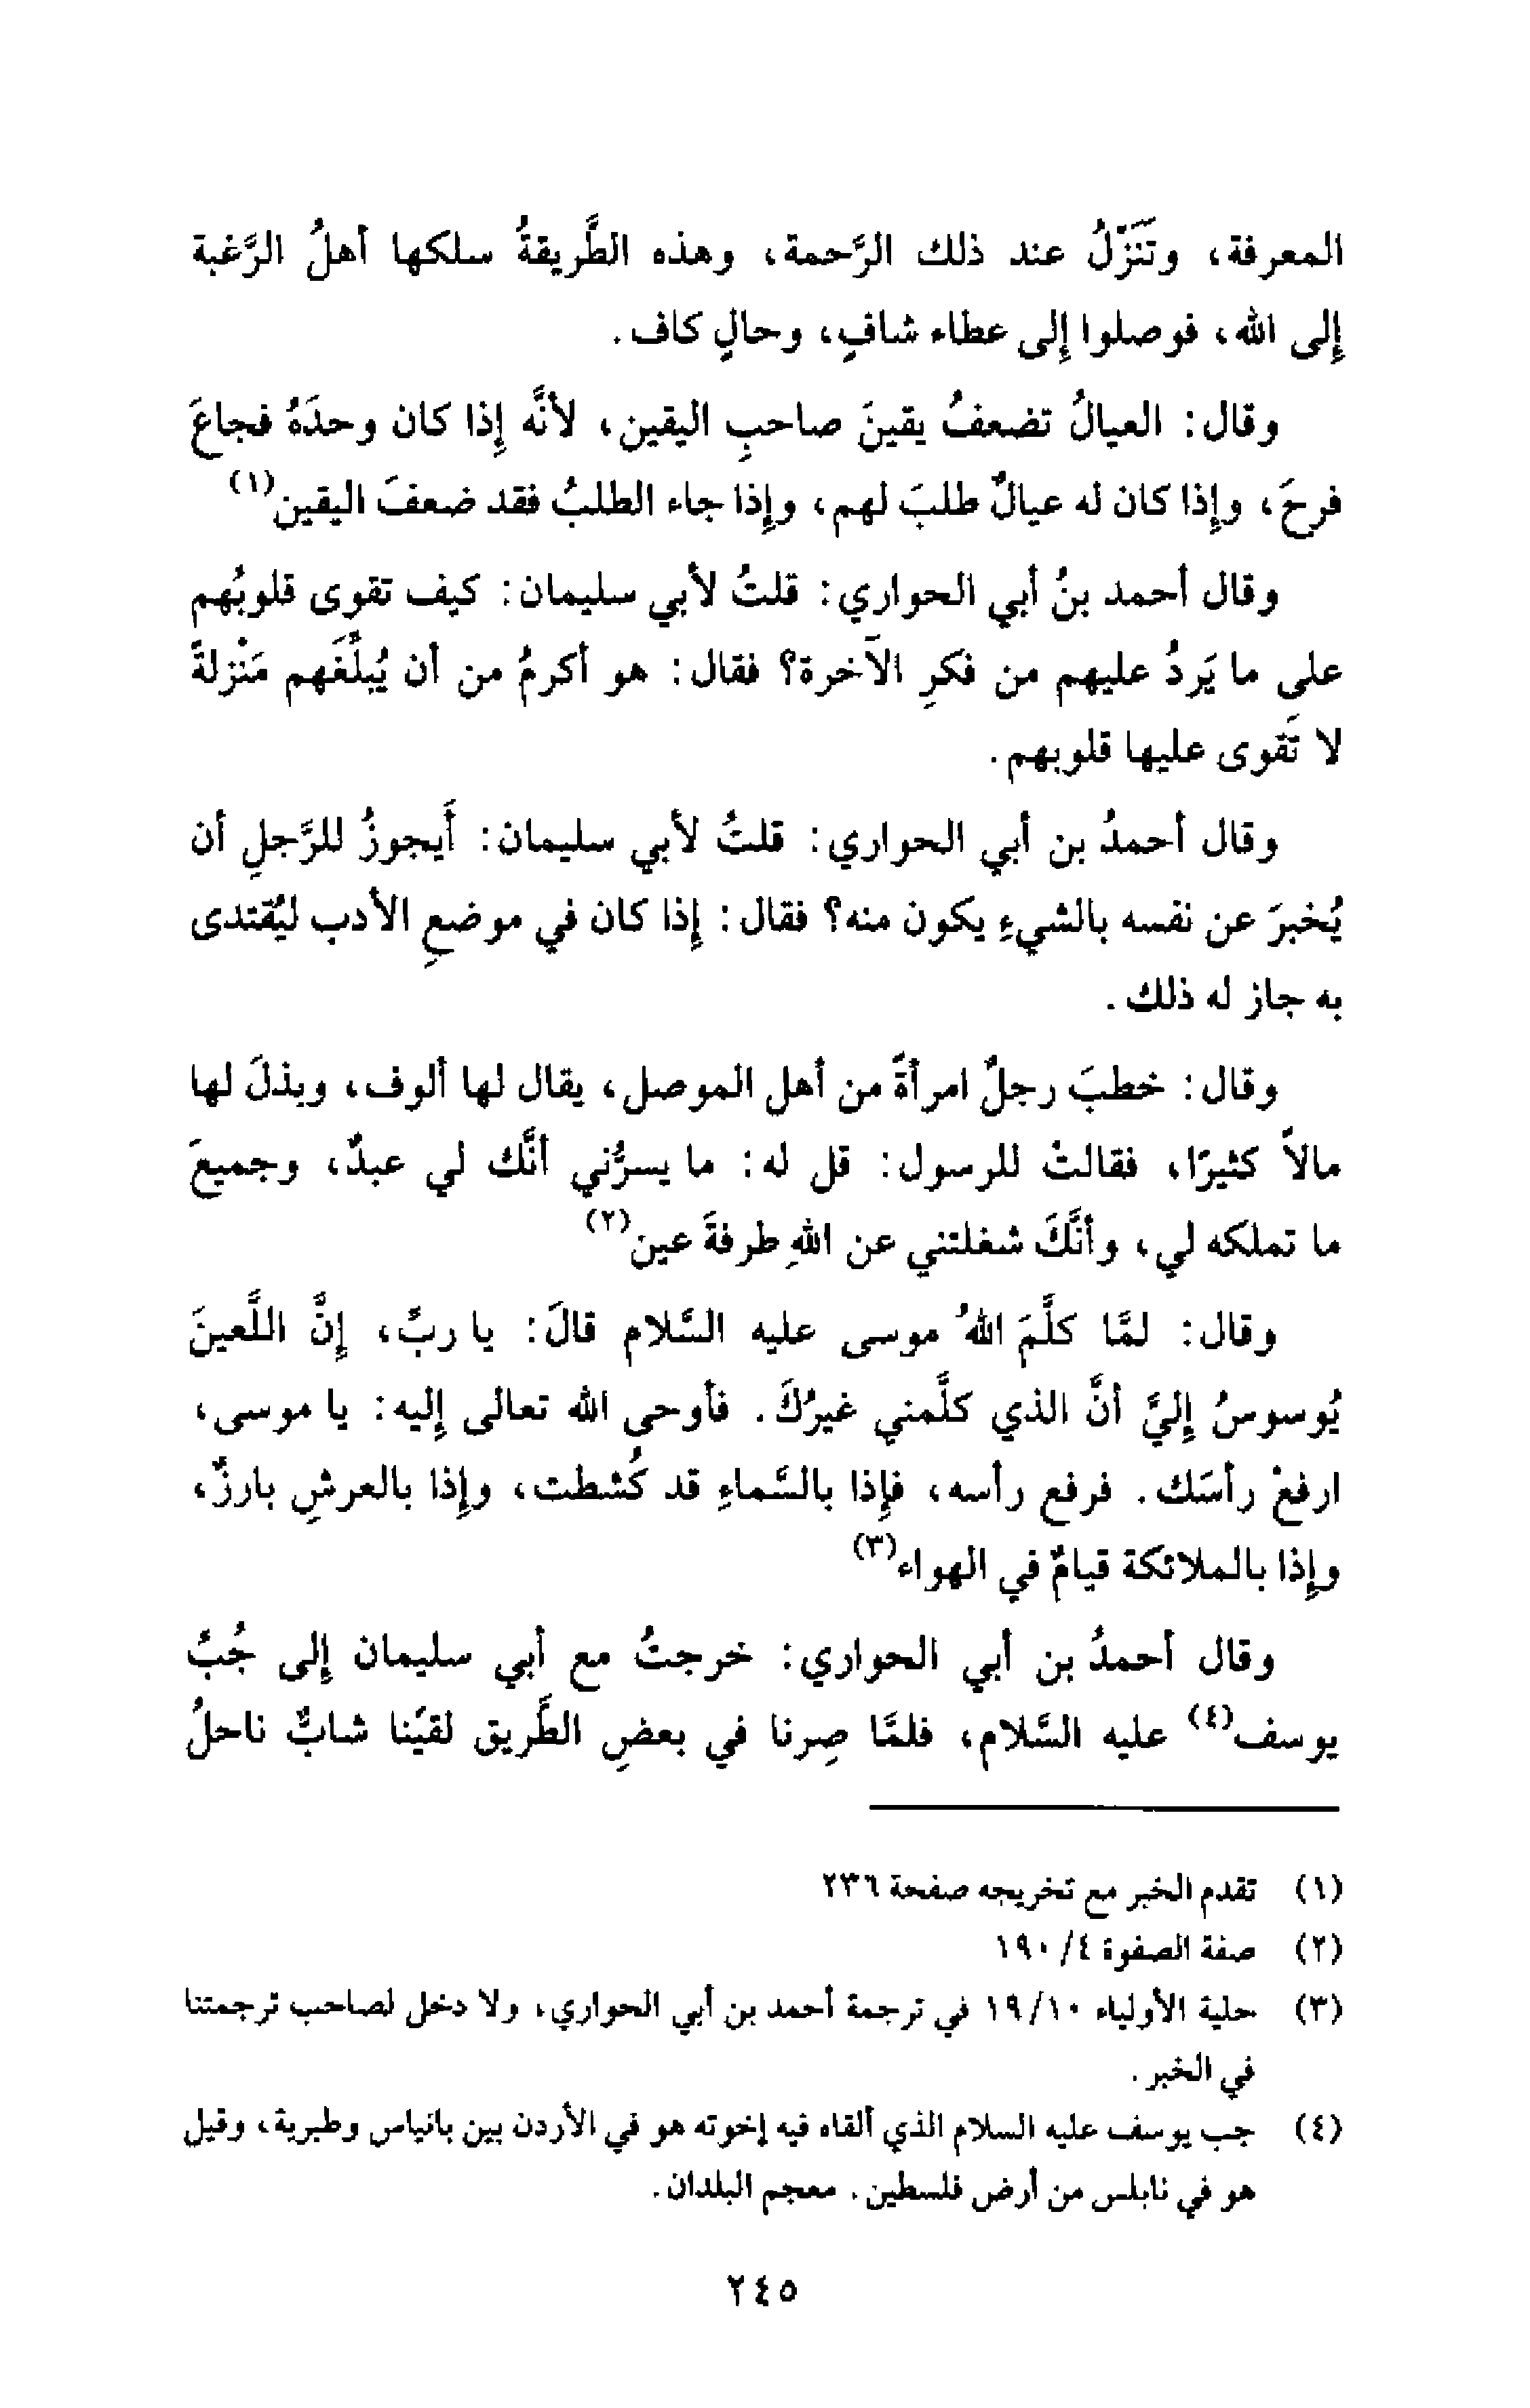 المعرفة، وتَنَزّلُ عند ذلك الرَّحمة، وهذه الطَّريقةُ سلكها أهلُ الرَّغبة
إلى الله، فوصلوا إلى عطاء شافٍ، وحالٍ كاف.
وقال: العيالُ تضعفُ يقينَ صاحبِ اليقين، لأنَّه إذا كان وحدَهُ فجاعَ
فرحَ، وإذا كان له عيالٌ طلبَ لهم، وإذا جاء الطلبُ فقد ضعفَ اليقين(١)
وقال أحمد بنُ أبي الحواري: قلتُ لأبي سليمان: كيف تقوى قلوبُهم
على ما يَردُ عليهم من فكرِ الآخرة؟ فقال: هو أكرمُ من أن يُبلِّغَهم مَنْزلةً
لا تَقوى عليها قلوبهم.
وقال أحمدُ بن أبي الحواري: قلتُ لأبي سليمان: أَيجوزُ للرَّجلِ أن
يُخبرَ عن نفسه بالشيءِ يكون منه؟ فقال: إذا كان في موضعِ الأدب ليُقتدى
به جاز له ذلك.
وقال: خطبَ رجلٌ امرأةً من أهل الموصل، يقال لها ألوف، وبذلَ لها
مالاً كثيرًا، فقالتْ للرسول: قل له: ما يسرُّني أنَّك لي عبدٌ، وجميعَ
ما تملكه لي، وأنَّكَ شغلتني عن اللهِ طرفةَ عين(٢)
وقال: لمَّا كلَّمَ اللهُ موسى عليه السَّلام قالَ: يا ربِّ، إنَّ اللَّعينَ
يُوسوسُ إليَّ أنَّ الذي كلَّمني غيرُكَ. فأوحى الله تعالى إليه: يا موسى،
ارفعْ رأسَك. فرفع رأسه، فإذا بالسَّماءِ قد كُشطت، وإذا بالعرشِ بارزٌ،
وإذا بالملائكة قيامٌ في الهواء(٣)
وقال أحمدُ بن أبي الحواري: خرجتُ مع أبي سليمان إلى جُبِّ
يوسف(٤) عليه السَّلام، فلمَّا صِرنا في بعضِ الطَّريق لقيَنا شابٌّ ناحلُ
(١) تقدم الخبر مع تخريجه صفحة ٢٣٦
(٢) صفة الصفوة ٤/ ١٩٠
(٣) حلية الأولياء ١٠/ ١٩ في ترجمة أحمد بن أبي الحواري، ولا دخل لصاحب ترجمتنا
في الخبر.
(٤) جب يوسف عليه السلام الذي ألقاه فيه إخوته هو في الأردن بين بانياس وطبرية، وقيل
هو في نابلس من أرض فلسطين. معجم البلدان.
٢٤٥